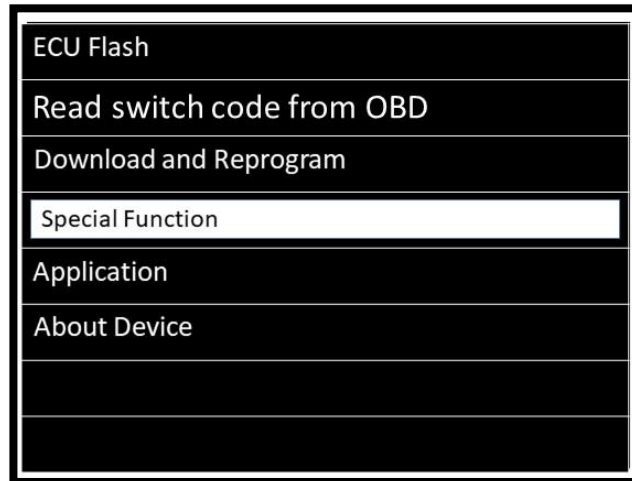 ECU Flash
Read switch code from OBD
Download and Reprogram
Special Function
Application
About Device